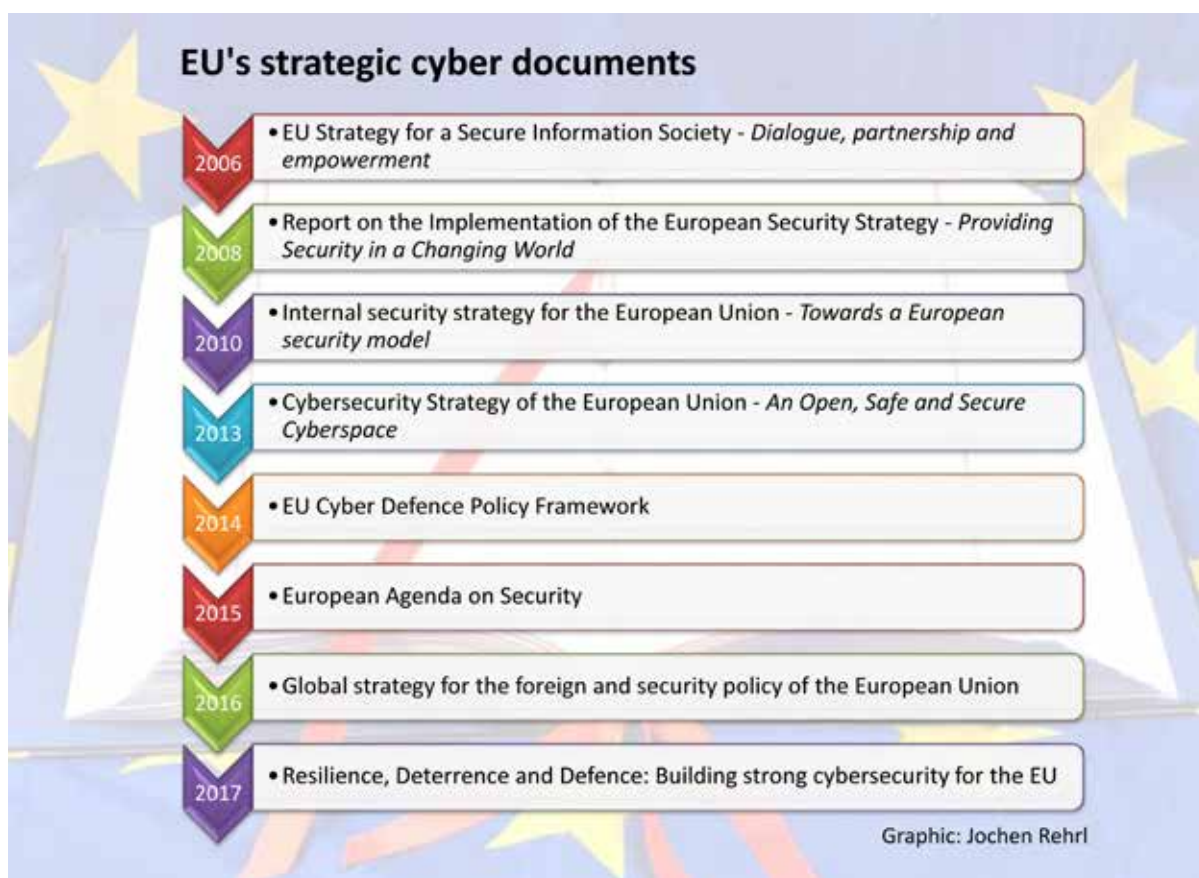 EU's strategic cyber documents
2006
•EU Strategy for a Secure Information Society - Dialogue, partnership and
empowerment
2008
•Report on the Implementation of the European Security Strategy - Providing
Security in a Changing World
2010
•Internal security strategy for the European Union - Towards a European
security model
2013
•Cybersecurity Strategy of the European Union - An Open, Safe and Secure
Cyberspace
2014
•EU Cyber Defence Policy Framework
2015
•European Agenda on Security
2016
•Global strategy for the foreign and security policy of the European Union
2017
•Resilience, Deterrence and Defence: Building strong cybersecurity for the EU
Graphic: Jochen Rehrl